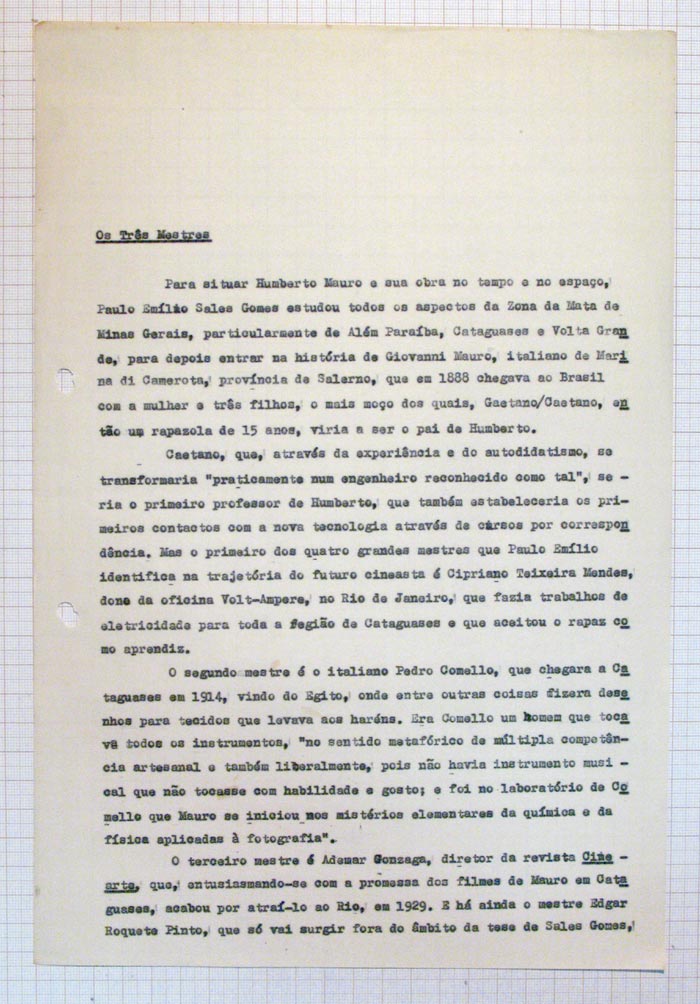 Os Três Mestres
Para situar Humberto Mauro e sua obra no tempo e no espaço,
Paulo Emílio Sales Gomes estudou todos os aspectos da Zona da Mata de
Minas Gerais, particularmente de Além Paraíba, Cataguases e Volta Gran
de, para depois entrar na história de Giovanni Mauro, italiano de Mari
na di Camerota, província de Salerno, que em 1888 chegava ao Brasil
com a mulher e três filhos, o mais moço dos quais, Gaetano/Caetano, en
tão um rapazola de 15 anos, viria a ser o pai de Humberto.
Caetano, que, através da experiência e do autodidatismo, se
transformaria "praticamente num engenheiro reconhecido como tal", se -
ria o primeiro professor de Humberto, que também estabeleceria os pri-
meiros contactos com a nova tecnologia através de cursos por correspon
dência. Mas o primeiro dos quatro grandes mestres que Paulo Emílio
identifica na trajetória do futuro cineasta é Cipriano Teixeira Mendes,
dono da oficina Volt-Ampere, no Rio de Janeiro, que fazia trabalhos de
eletricidade para toda a região de Cataguases e que aceitou o rapaz co
mo aprendiz.
O segundo mestre é o italiano Pedro Comello, que chegara a Ca
taguases em 1914, vindo do Egito, onde entre outras coisas fizera dese
nhos para tecidos que levava aos haréns. Era Comello um homem que toca
va todos os instrumentos, "no sentido metafórico de múltipla competên-
cia artesanal e também liberalmente, pois não havia instrumento musi -
cal que não tocasse com habilidade e gosto; e foi no laboratório de Co
mello que Mauro se iniciou nos mistérios elementares da química e da
física aplicadas à fotografia".
O terceiro mestre é Ademar Gonzaga, diretor da revista Cine -
arte, que, entusiasmando-se com a promessa dos filmes de Mauro em Cata
guases, acabou por atraí-lo ao Rio, em 1929. E há ainda o mestre Edgar
Roquete Pinto, que só vai surgir fora do âmbito da tese de Sales Gomes,